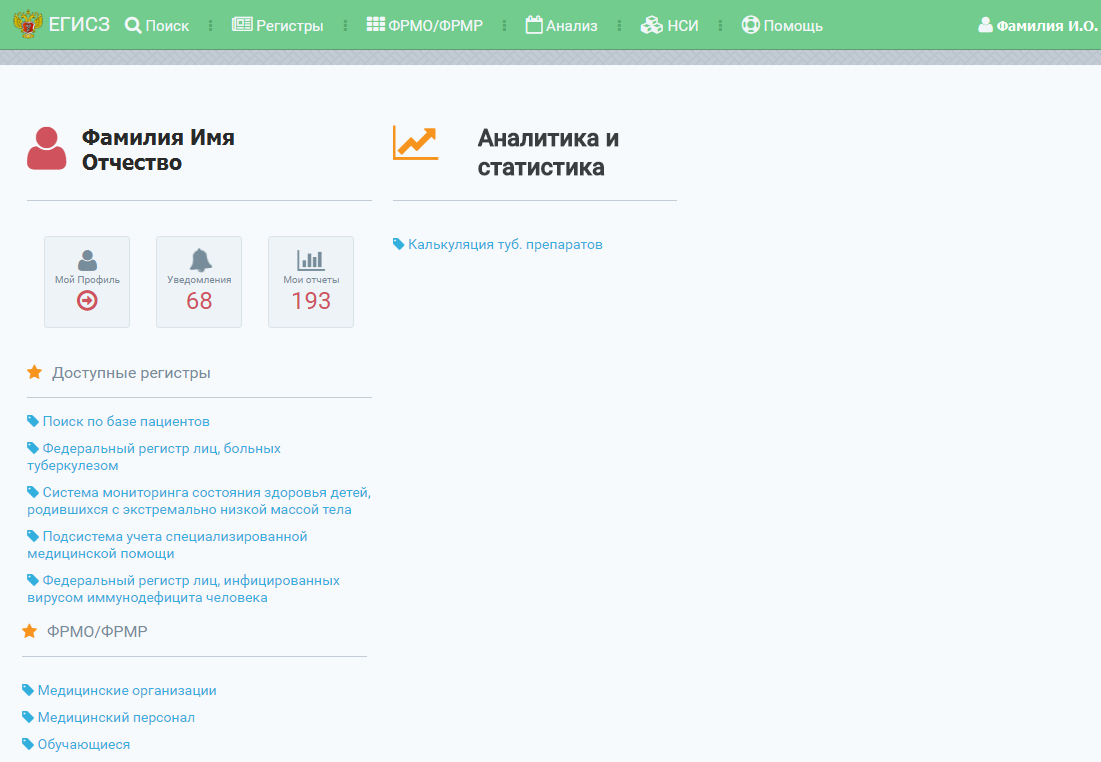 ЕГИСЗ Поиск Регистры ФРМО/ФРМР Анализ НСИ Помощь Фамилия И.О.
Фамилия Имя
Отчество
Мой Профиль
Уведомления
68
Мои отчеты
193
Доступные регистры
Поиск по базе пациентов
Федеральный регистр лиц, больных
туберкулезом
Система мониторинга состояния здоровья детей,
родившихся с экстремально низкой массой тела
Подсистема учета специализированной
медицинской помощи
Федеральный регистр лиц, инфицированных
вирусом иммунодефицита человека
ФРМО/ФРМР
Медицинские организации
Медицинский персонал
Обучающиеся
Аналитика и
статистика
Калькуляция туб. препаратов